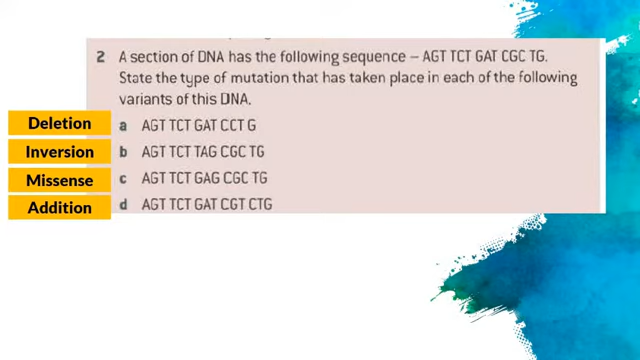 2 A section of DNA has the following sequence – AGT TCT GAT CGC TG.
State the type of mutation that has taken place in each of the following
variants of this DNA.
Deletion a AGT TCT GAT CCT G
Inversion b AGT TCT TAG CGC TG
Missense c AGT TCT GAG CGC TG
Addition d AGT TCT GAT CGT CTG